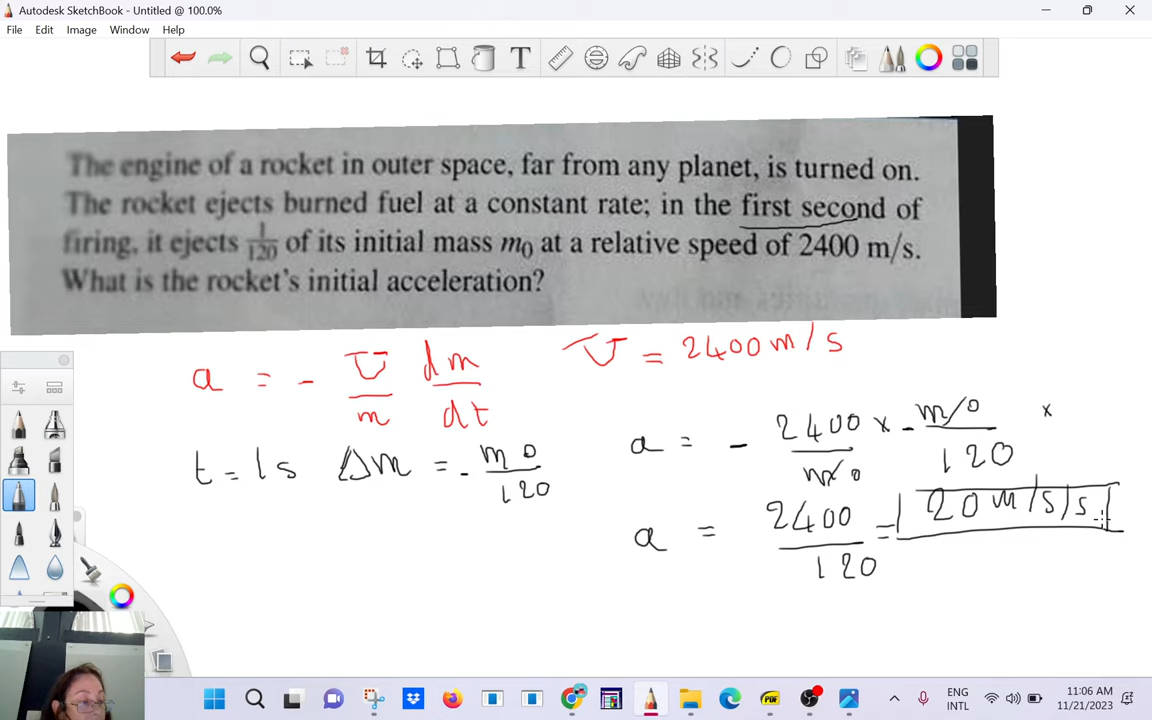 Autodesk SketchBook - Untitled @ 100.0%
File Edit Image Window Help
T
The engine of a rocket in outer space, far from any planet, is turned on.
The rocket ejects burned fuel at a constant rate; in the first second of
firing, it ejects 1/120 of its initial mass m0 at a relative speed of 2400 m/s.
What is the rocket's initial acceleration?
a = - v/m dm/dt v = 2400 m/s
t = 1s Δm = - m0/120
a = - 2400/m0 x - m0/120
a = 2400/120 = 20 m/s/s
ENG
INTL
11:06 AM
11/21/2023
PDF